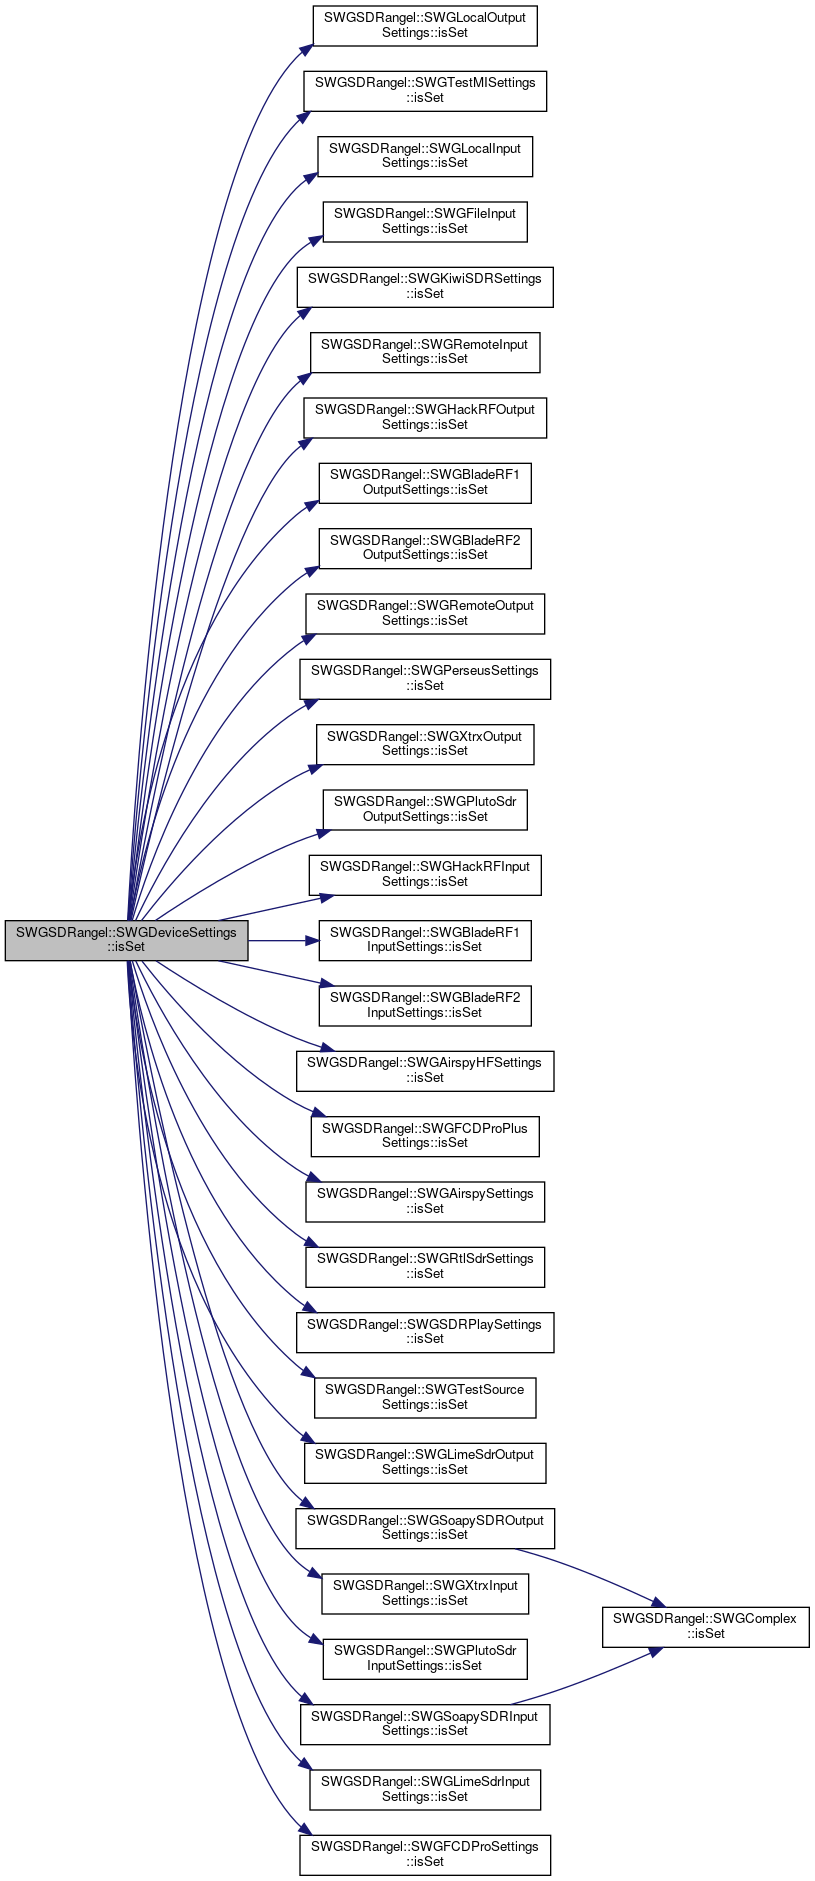 SWGSDRangel::SWGLocalOutput
Settings::isSet
SWGSDRangel::SWGTestMISettings
::isSet
SWGSDRangel::SWGLocalInput
Settings::isSet
SWGSDRangel::SWGFileInput
Settings::isSet
SWGSDRangel::SWGKiwiSDRSettings
::isSet
SWGSDRangel::SWGRemoteInput
Settings::isSet
SWGSDRangel::SWGHackRFOutput
Settings::isSet
SWGSDRangel::SWGBladeRF1
OutputSettings::isSet
SWGSDRangel::SWGBladeRF2
OutputSettings::isSet
SWGSDRangel::SWGRemoteOutput
Settings::isSet
SWGSDRangel::SWGPerseusSettings
::isSet
SWGSDRangel::SWGXtrxOutput
Settings::isSet
SWGSDRangel::SWGPlutoSdr
OutputSettings::isSet
SWGSDRangel::SWGHackRFInput
Settings::isSet
SWGSDRangel::SWGDeviceSettings
::isSet
SWGSDRangel::SWGBladeRF1
InputSettings::isSet
SWGSDRangel::SWGBladeRF2
InputSettings::isSet
SWGSDRangel::SWGAirspyHFSettings
::isSet
SWGSDRangel::SWGFCDProPlus
Settings::isSet
SWGSDRangel::SWGAirspySettings
::isSet
SWGSDRangel::SWGRtlSdrSettings
::isSet
SWGSDRangel::SWGSDRPlaySettings
::isSet
SWGSDRangel::SWGTestSource
Settings::isSet
SWGSDRangel::SWGLimeSdrOutput
Settings::isSet
SWGSDRangel::SWGSoapySDROutput
Settings::isSet
SWGSDRangel::SWGXtrxInput
Settings::isSet
SWGSDRangel::SWGComplex
::isSet
SWGSDRangel::SWGPlutoSdr
InputSettings::isSet
SWGSDRangel::SWGSoapySDRInput
Settings::isSet
SWGSDRangel::SWGLimeSdrInput
Settings::isSet
SWGSDRangel::SWGFCDProSettings
::isSet